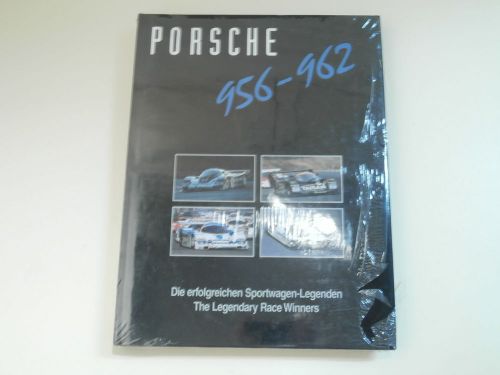 PORSCHE
956-962
Die erfolgreichen Sportwagen-Legenden
The Legendary Race Winners